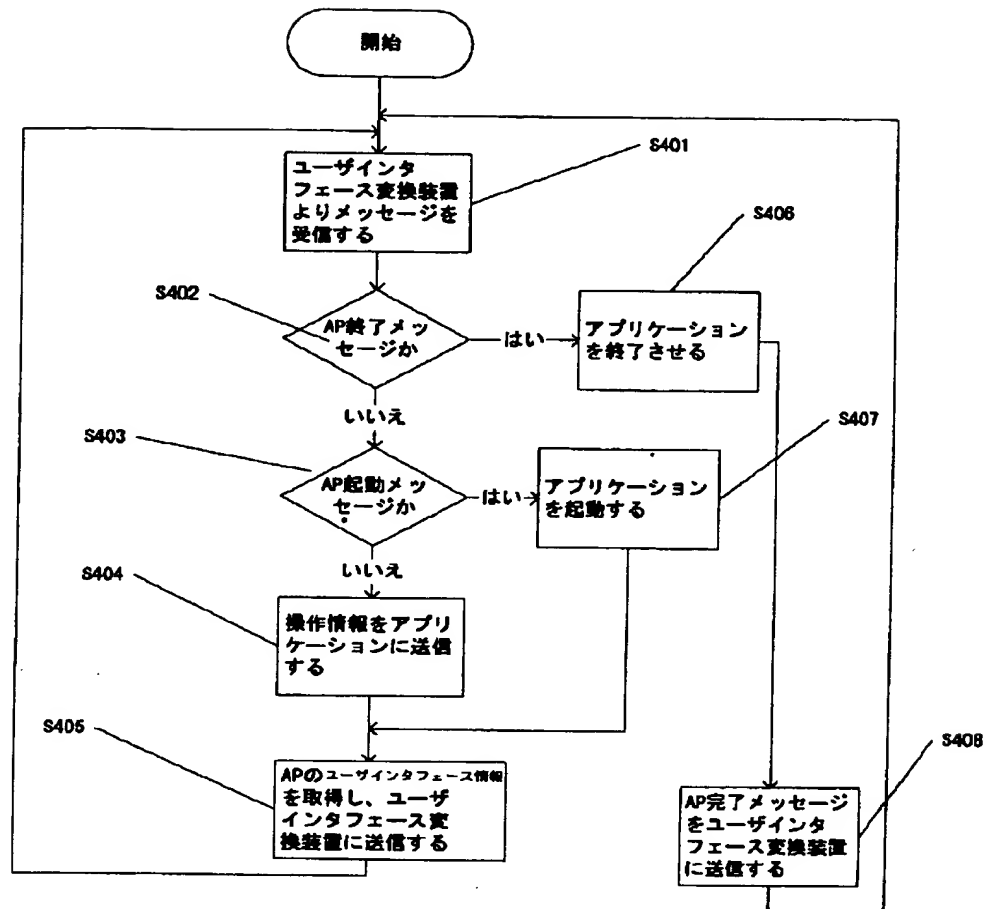 開始
S401
ユーザインタ
フェース変換装置
よりメッセージを
受信する
S406
S402
AP終了メッ
セージか
はい
アプリケーション
を終了させる
いいえ
S407
S403
AP起動メッ
セージか
はい
アプリケーション
を起動する
いいえ
S404
操作情報をアプリ
ケーションに送信
する
S405
S408
APのユーザインタフェース情報
を取得し、ユーザ
インタフェース変
換装置に送信する
AP完了メッセージ
をユーザインタ
フェース変換装置
に送信する